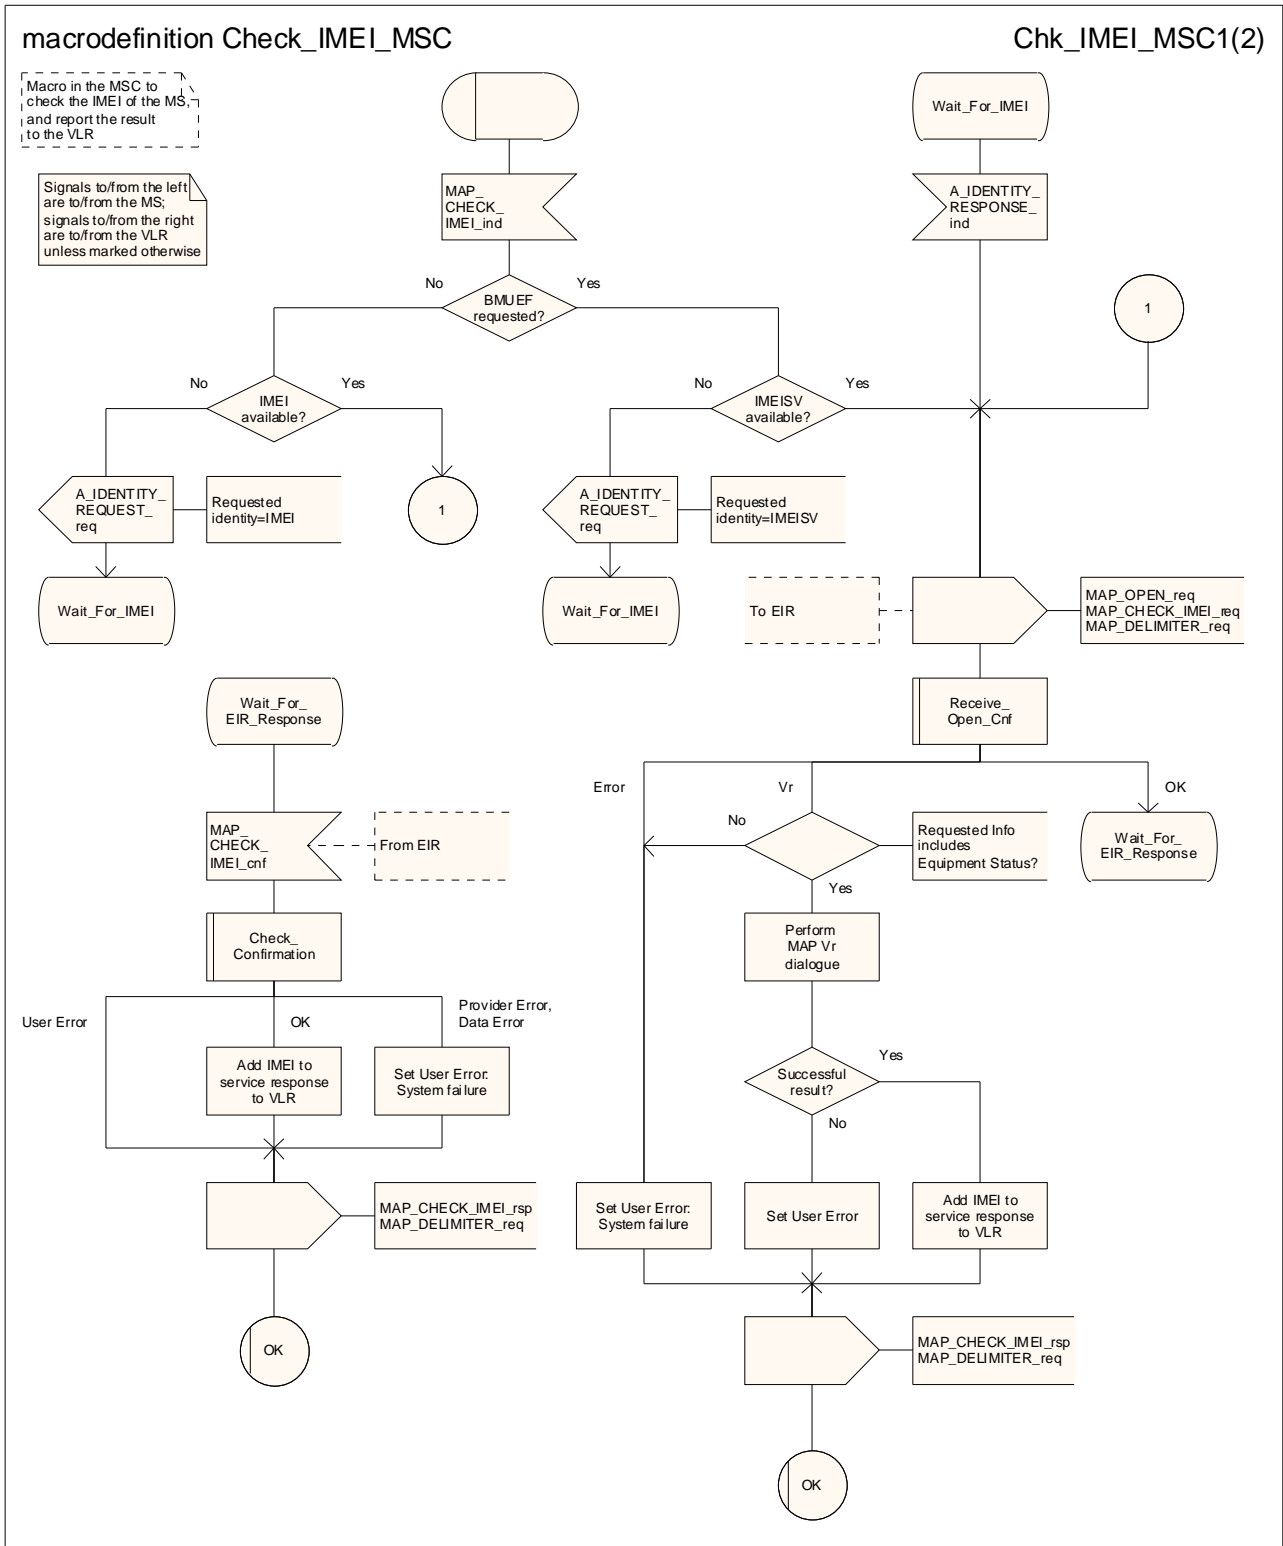 macrodefinition Check_IMEI_MSC
Chk_IMEI_MSC1(2)
Macro in the MSC to
check the IMEI of the MS,
and report the result
to the VLR
Signals to/from the left
are to/from the MS;
signals to/from the right
are to/from the VLR
unless marked otherwise
MAP_
CHECK_
IMEI_ind
Wait_For_IMEI
A_IDENTITY_
RESPONSE_
ind
No
BMUEF
requested?
Yes
1
No
IMEI
available?
Yes
No
IMEISV
available?
Yes
A_IDENTITY_
REQUEST_
req
Requested
identity=IMEI
1
A_IDENTITY_
REQUEST_
req
Requested
identity=IMEISV
Wait_For_IMEI
Wait_For_IMEI
To EIR
MAP_OPEN_req
MAP_CHECK_IMEI_req
MAP_DELIMITER_req
Wait_For_
EIR_Response
Receive_
Open_Cnf
Error
Vr
OK
MAP_
CHECK_
IMEI_cnf
From EIR
No
Requested Info
includes
Equipment Status?
Wait_For_
EIR_Response
Yes
Check_
Confirmation
Perform
MAP Vr
dialogue
User Error
OK
Provider Error,
Data Error
Add IMEI to
service response
to VLR
Set User Error:
System failure
Successful
result?
Yes
No
MAP_CHECK_IMEI_rsp
MAP_DELIMITER_req
Set User Error:
System failure
Set User Error
Add IMEI to
service response
to VLR
OK
MAP_CHECK_IMEI_rsp
MAP_DELIMITER_req
OK